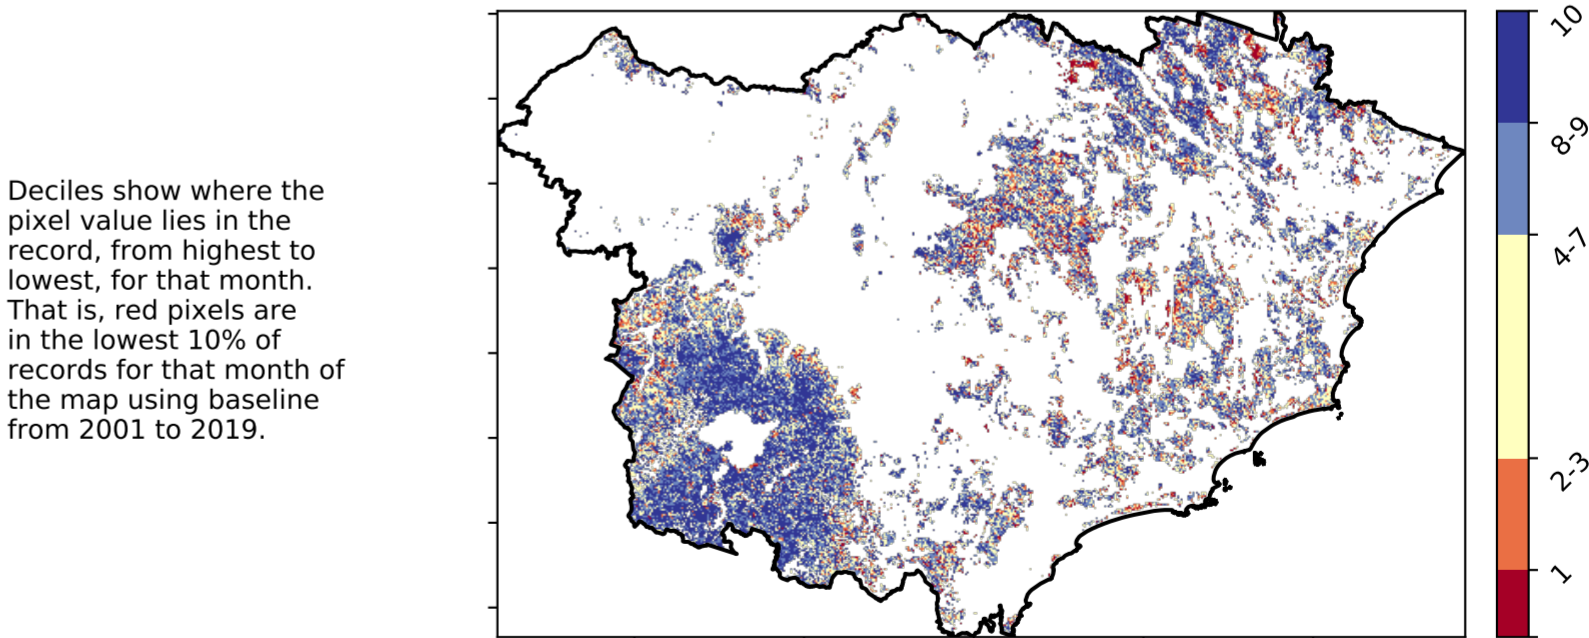 Deciles show where the
pixel value lies in the
record, from highest to
lowest, for that month.
That is, red pixels are
in the lowest 10% of
records for that month of
the map using baseline
from 2001 to 2019.
10
8-9
4-7
2-3
1